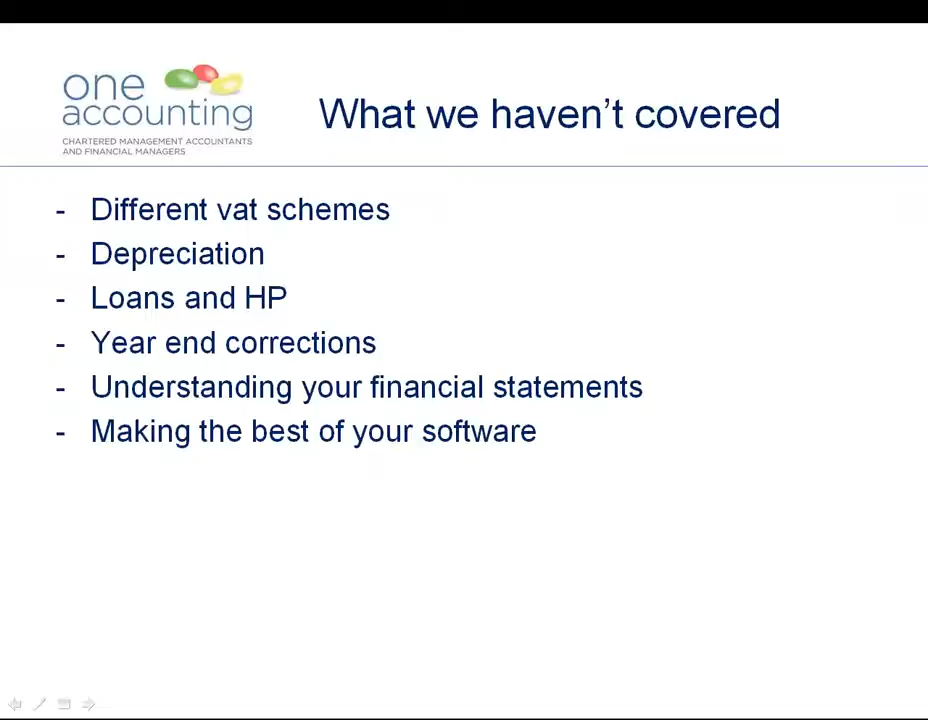 one
accounting
CHARTERED MANAGEMENT ACCOUNTANTS
AND FINANCIAL MANAGERS
What we haven't covered
- Different vat schemes
- Depreciation
- Loans and HP
- Year end corrections
- Understanding your financial statements
- Making the best of your software